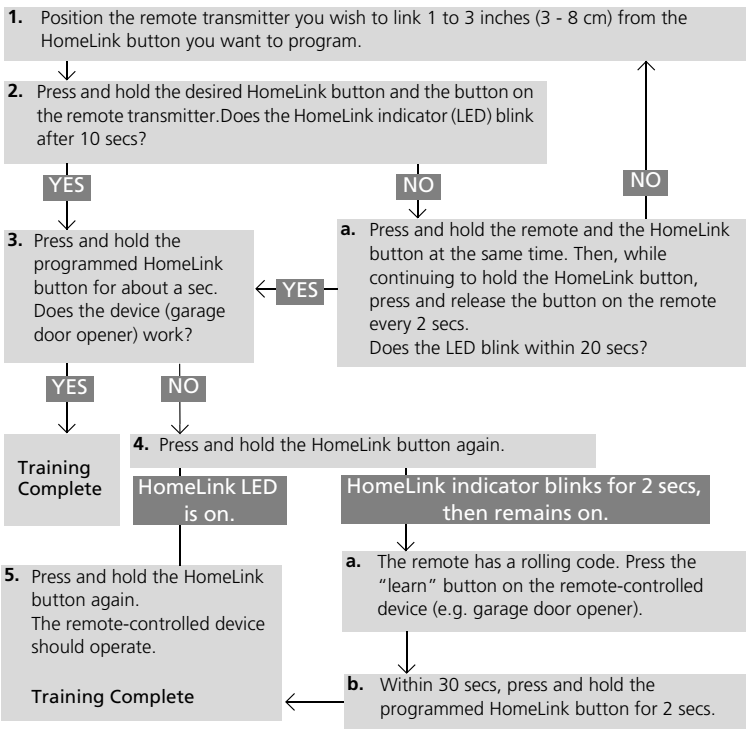 1. Position the remote transmitter you wish to link 1 to 3 inches (3 - 8 cm) from the
HomeLink button you want to program.
2. Press and hold the desired HomeLink button and the button on
the remote transmitter.Does the HomeLink indicator (LED) blink
after 10 secs?
YES
NO
NO
a. Press and hold the remote and the HomeLink
button at the same time. Then, while
continuing to hold the HomeLink button,
press and release the button on the remote
every 2 secs.
Does the LED blink within 20 secs?
YES
3. Press and hold the
programmed HomeLink
button for about a sec.
Does the device (garage
door opener) work?
YES
NO
Training
Complete
4. Press and hold the HomeLink button again.
HomeLink LED
is on.
HomeLink indicator blinks for 2 secs,
then remains on.
a. The remote has a rolling code. Press the
“learn” button on the remote-controlled
device (e.g. garage door opener).
b. Within 30 secs, press and hold the
programmed HomeLink button for 2 secs.
5. Press and hold the HomeLink
button again.
The remote-controlled device
should operate.
Training Complete